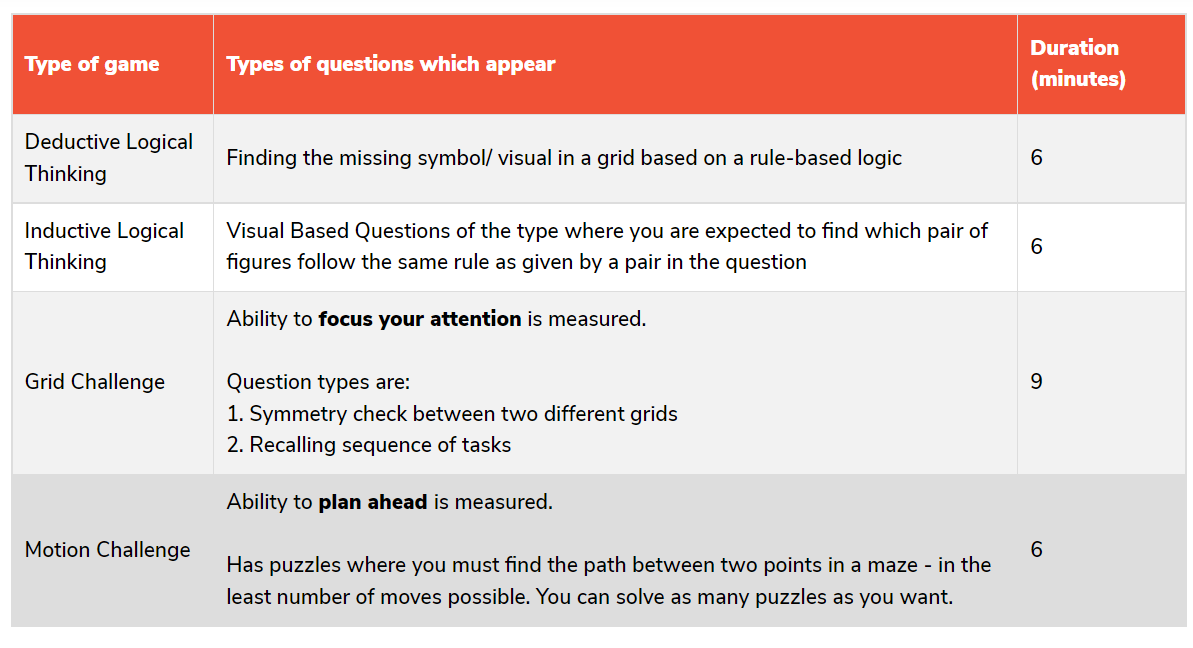 Type of game
Types of questions which appear
Duration
(minutes)
Deductive Logical
Thinking
Finding the missing symbol/ visual in a grid based on a rule-based logic
6
Inductive Logical
Thinking
Visual Based Questions of the type where you are expected to find which pair of
figures follow the same rule as given by a pair in the question
6
Grid Challenge
Ability to focus your attention is measured.
Question types are:
1. Symmetry check between two different grids
2. Recalling sequence of tasks
9
Motion Challenge
Ability to plan ahead is measured.
Has puzzles where you must find the path between two points in a maze - in the
least number of moves possible. You can solve as many puzzles as you want.
6